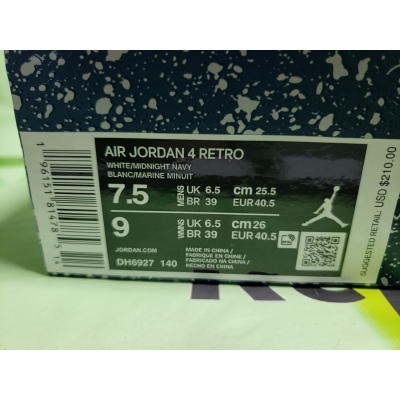 AIR JORDAN 4 RETRO
WHITE/MIDNIGHT NAVY
BLANC/MARINE MINUIT
7.5 MENS UK 6.5 cm 25.5
BR 39 EUR 40.5
9 WMNS UK 6.5 cm 26
BR 39 EUR 40.5
JORDAN.COM
DH6927 140
MADE IN CHINA /
FABRIQUE EN CHINE /
FABRICADO NA CHINA /
HECHO EN CHINA
SUGGESTED RETAIL: USD $210.00